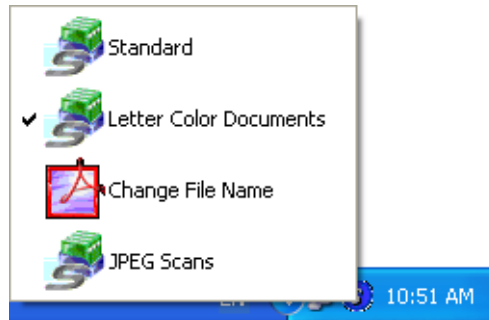 Standard
Letter Color Documents
Change File Name
JPEG Scans
10:51 AM